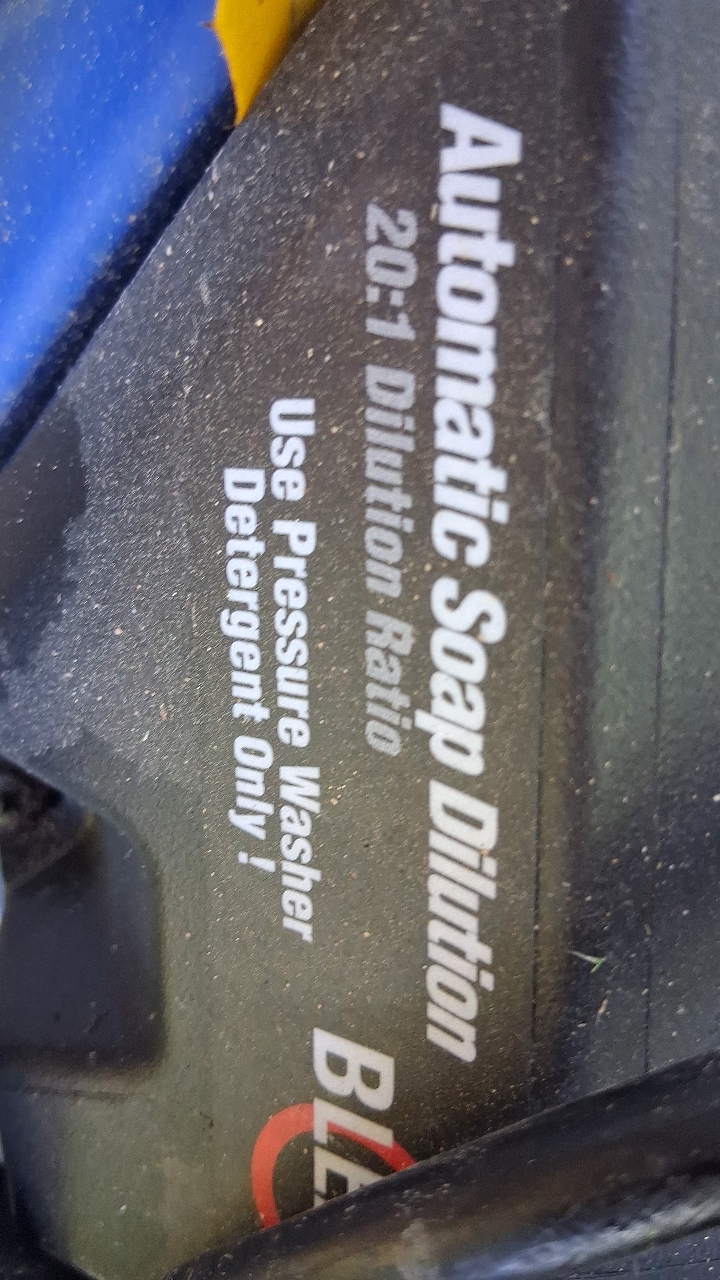 Automatic Soap Dilution
20:1 Dilution Ratio
Use Pressure Washer
Detergent Only !